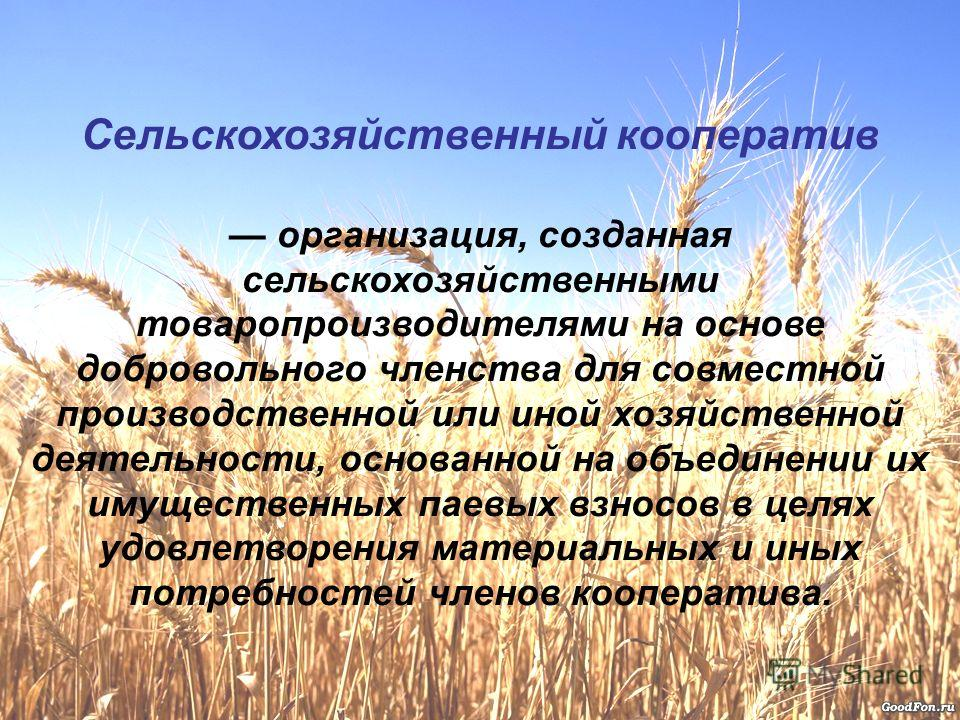 Сельскохозяйственный кооператив
— организация, созданная
сельскохозяйственными
товаропроизводителями на основе
добровольного членства для совместной
производственной или иной хозяйственной
деятельности, основанной на объединении их
имущественных паевых взносов в целях
удовлетворения материальных и иных
потребностей членов кооператива.
MyShared
GoodFon.ru